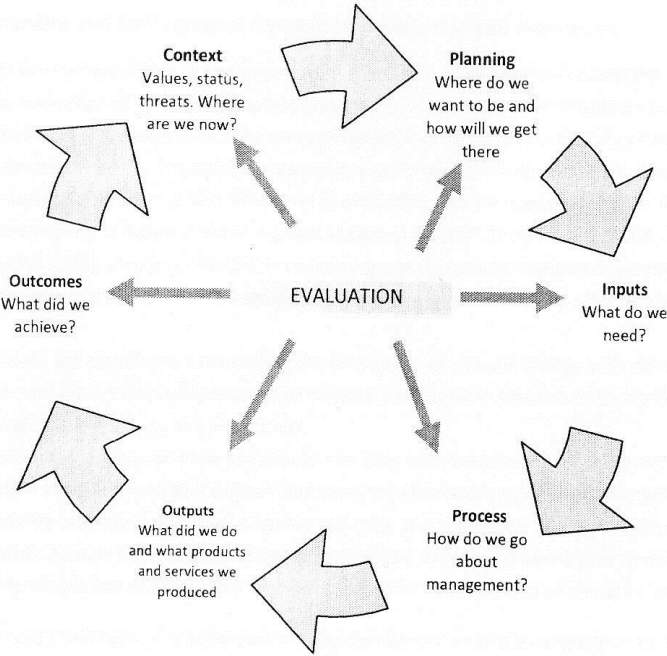 Context
Values, status,
threats. Where
are we now?
Planning
Where do we
want to be and
how will we get
there
Outcomes
What did we
achieve?
EVALUATION
Inputs
What do we
need?
Outputs
What did we do
and what products
and services we
produced
Process
How do we go
about
management?